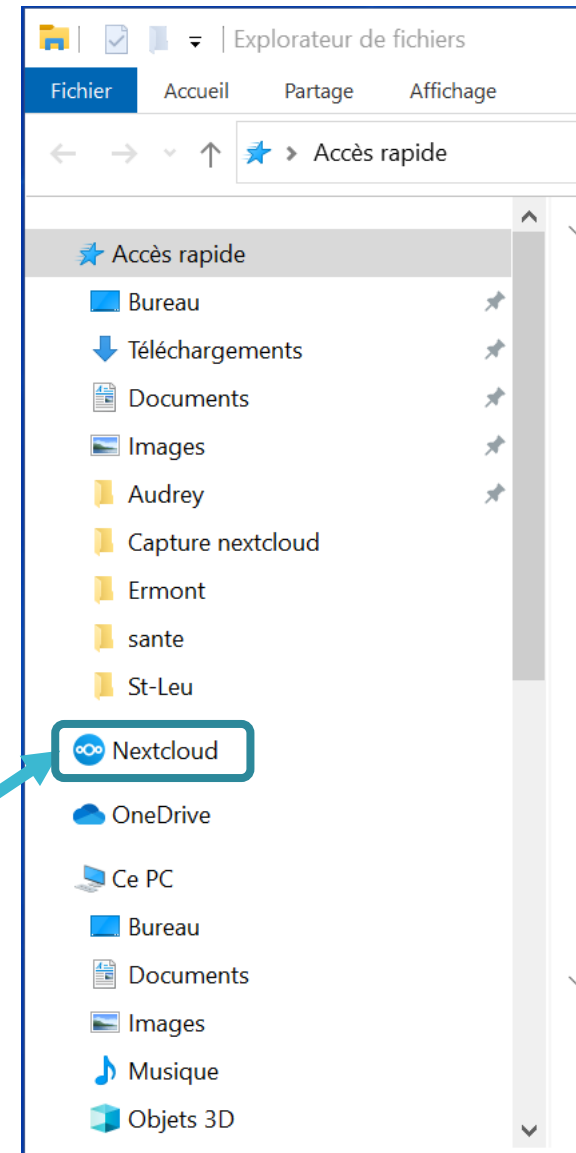 Explorateur de fichiers
Fichier Accueil Partage Affichage
Accès rapide
Accès rapide
Bureau
Téléchargements
Documents
Images
Audrey
Capture nextcloud
Ermont
sante
St-Leu
Nextcloud
OneDrive
Ce PC
Bureau
Documents
Images
Musique
Objets 3D